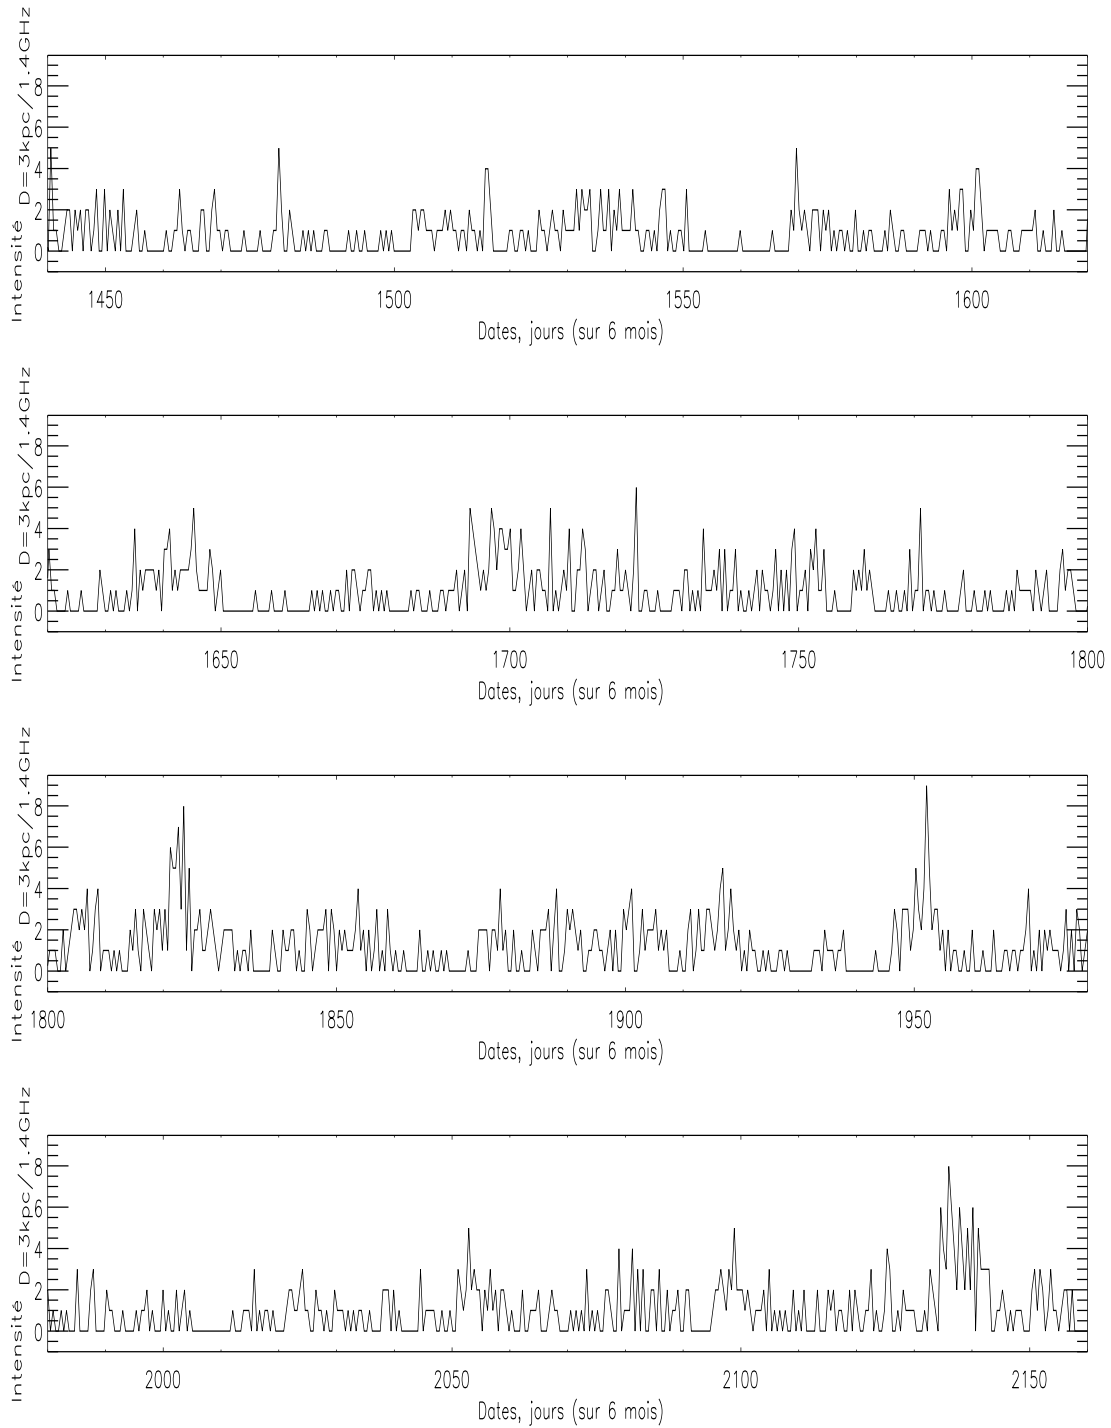 Intensité D=3kpc/1.4GHz
8
6
4
2
0
1450 1500 1550 1600
Dates, jours (sur 6 mois)
Intensité D=3kpc/1.4GHz
8
6
4
2
0
1650 1700 1750 1800
Dates, jours (sur 6 mois)
Intensité D=3kpc/1.4GHz
8
6
4
2
0
1800 1850 1900 1950
Dates, jours (sur 6 mois)
Intensité D=3kpc/1.4GHz
8
6
4
2
0
2000 2050 2100 2150
Dates, jours (sur 6 mois)